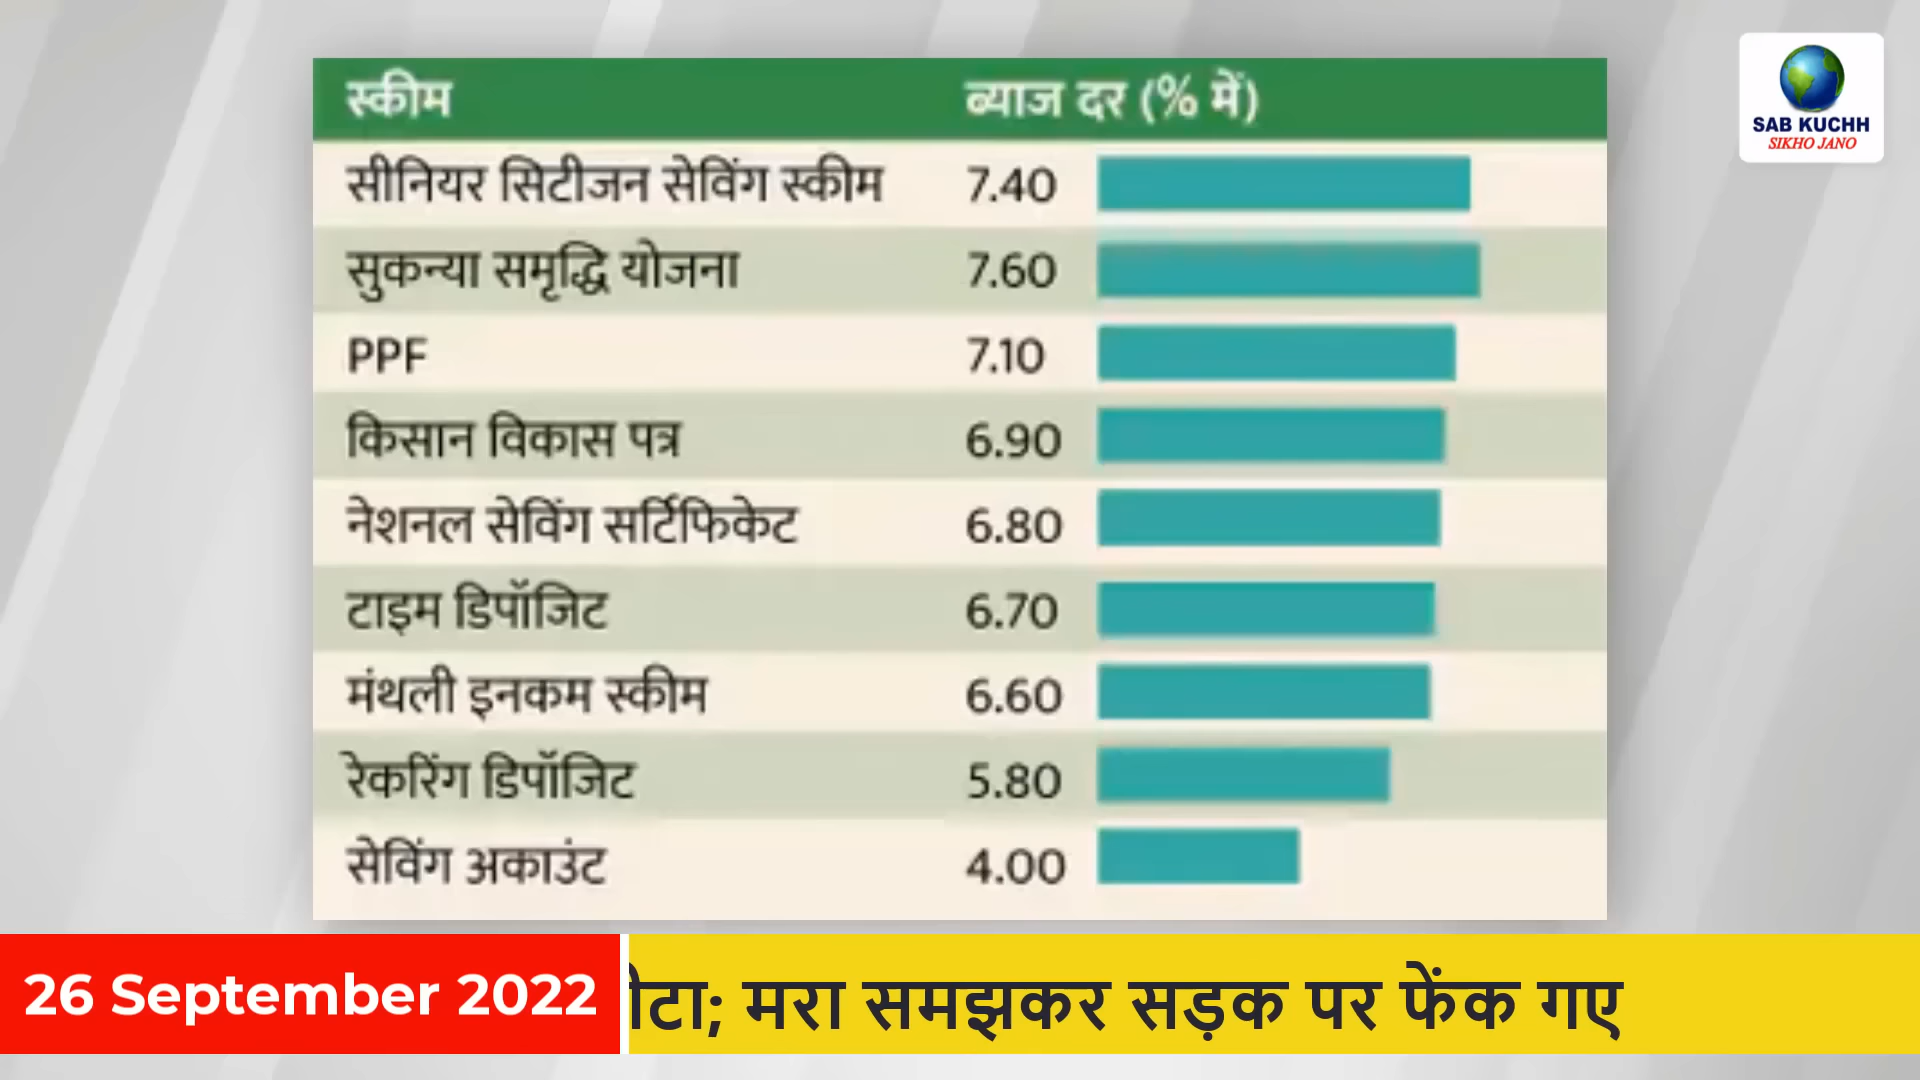 स्कीम ब्याज दर (% में)
सीनियर सिटीजन सेविंग स्कीम 7.40
सुकन्या समृद्धि योजना 7.60
PPF 7.10
किसान विकास पत्र 6.90
नेशनल सेविंग सर्टिफिकेट 6.80
टाइम डिपॉजिट 6.70
मंथली इनकम स्कीम 6.60
रेकरिंग डिपॉजिट 5.80
सेविंग अकाउंट 4.00
SAB KUCHH
SIKHO JANO
26 September 2022
मरा समझकर सड़क पर फेंक गए